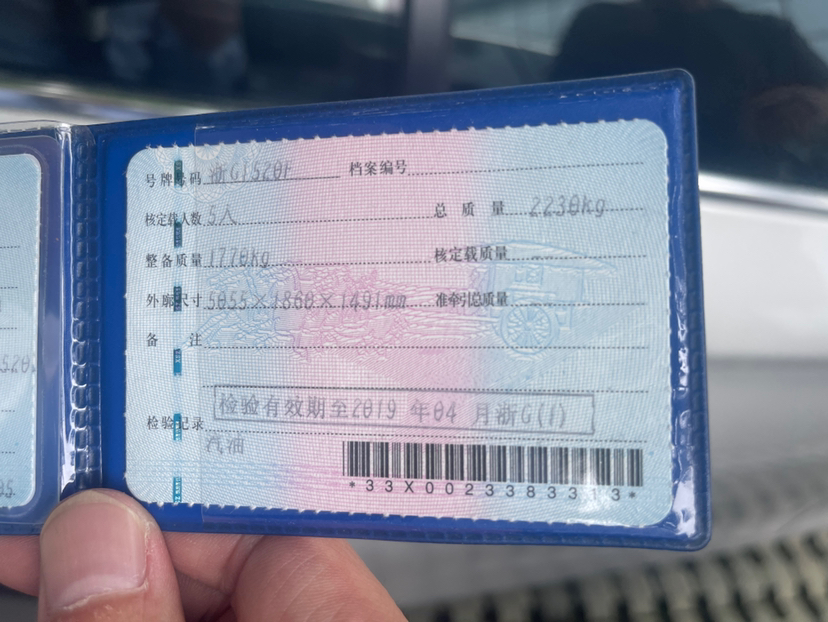 号牌号码 浙G1520F 档案编号
核定载人数 5人 总质量 2230kg
整备质量 1770kg 核定载质量
外廓尺寸 5055×1860×1491mm 准牵引总质量
备注
检验记录 检验有效期至2019年04月浙G(1)
汽油
*33X0023383313*